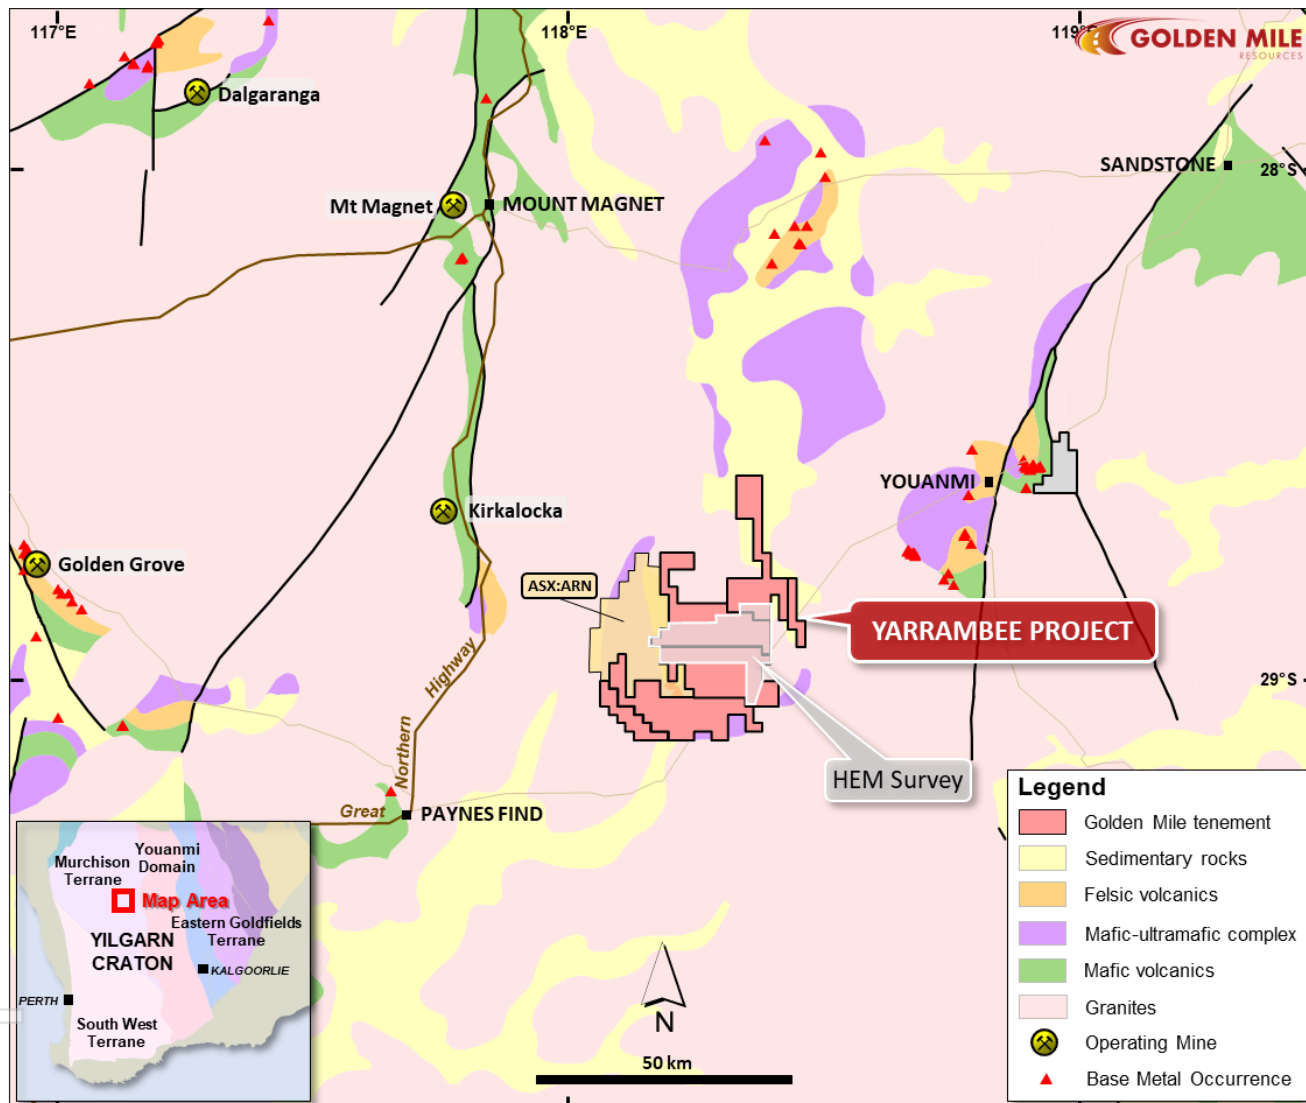 117°E
118°E
119°E
GOLDEN MILE
RESOURCES
Dalgaranga
SANDSTONE
28°S
Mt Magnet
MOUNT MAGNET
YOUANMI
Kirkalocka
Golden Grove
ASX:ARN
YARRAMBEE PROJECT
Highway
29°S
Northern
HEM Survey
Great
PAYNES FIND
Legend
Golden Mile tenement
Sedimentary rocks
Felsic volcanics
Mafic-ultramafic complex
Mafic volcanics
Granites
Operating Mine
Base Metal Occurrence
Murchison
Terrane
Youanmi
Domain
Map Area
Eastern Goldfields
Terrane
YILGARN
CRATON
KALGOORLIE
PERTH
South West
Terrane
N
50 km